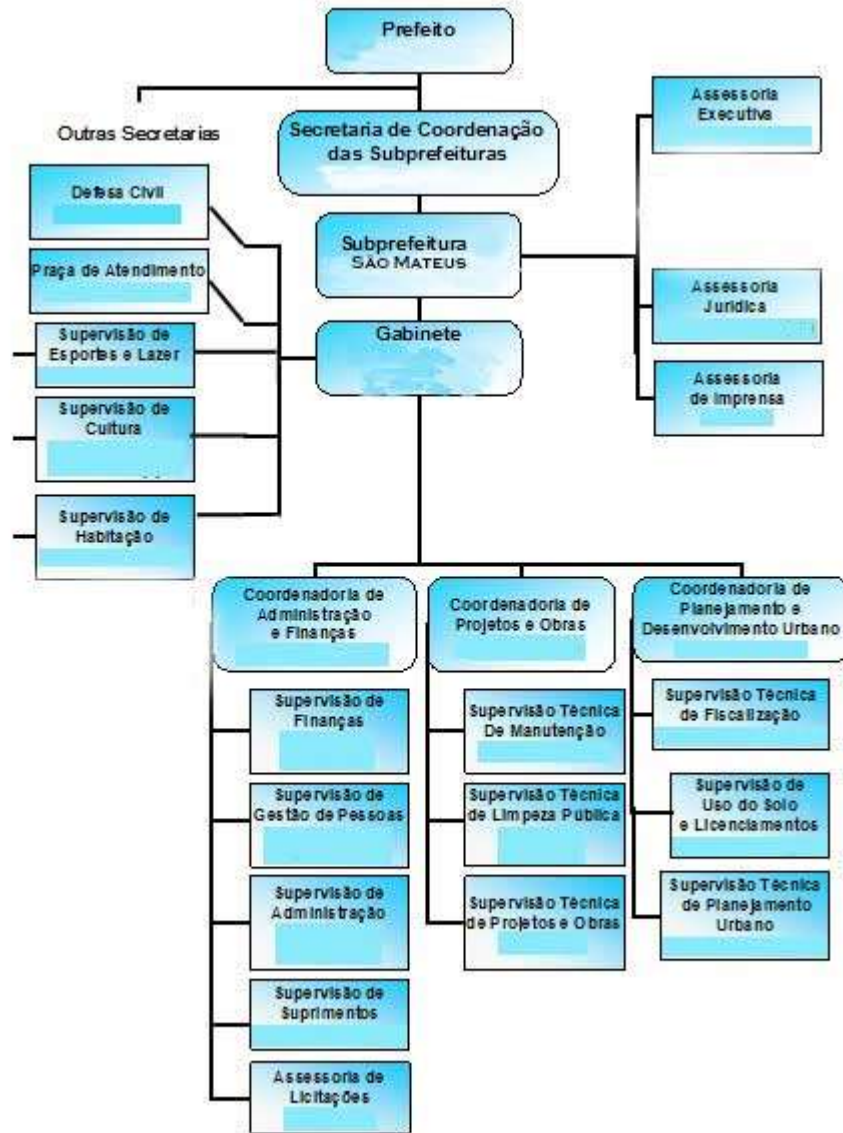 Prefeito
Outras Secretarias
Secretaria de Coordenação
das Subprefeituras
Assessoria
Executiva
Defesa Civil
Subprefeitura
SÃO MATEUS
Praça de Atendimento
Assessoria
Jurídica
Gabinete
Supervisão de
Esportes e Lazer
Assessoria
de Imprensa
Supervisão de
Cultura
Supervisão de
Habitação
Coordenadoria de
Administração
e Finanças
Coordenadoria de
Projetos e Obras
Coordenadoria de
Planejamento e
Desenvolvimento Urbano
Supervisão de
Finanças
Supervisão de
Gestão de Pessoas
Supervisão de
Administração
Supervisão de
Suprimentos
Assessoria de
Licitações
Supervisão Técnica
De Manutenção
Supervisão Técnica
de Limpeza Pública
Supervisão Técnica
de Projetos e Obras
Supervisão Técnica
de Fiscalização
Supervisão de
Uso do Solo
e Licenciamentos
Supervisão Técnica
de Planejamento
Urbano